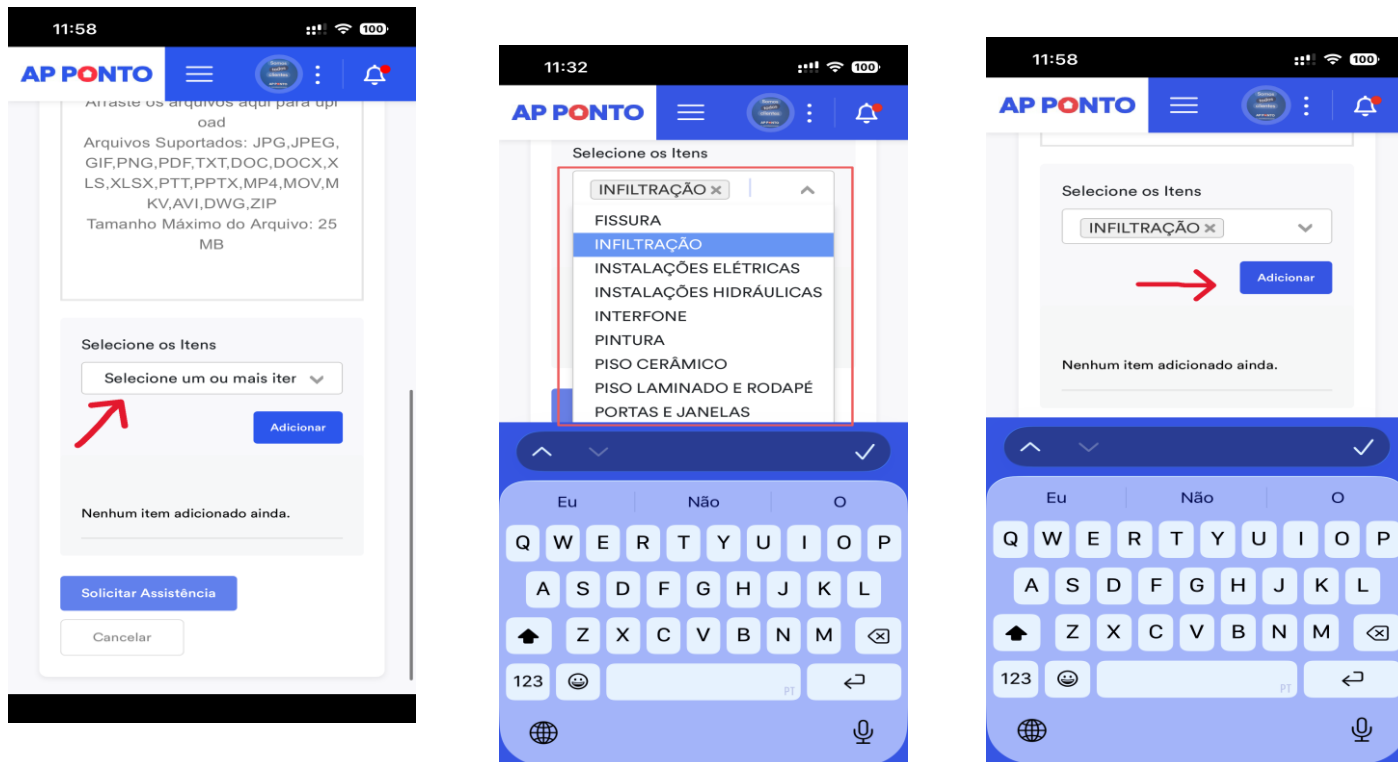 11:58
100
AP PONTO
Arraste os arquivos aqui para upl
oad
Arquivos Suportados: JPG,JPEG,
GIF,PNG,PDF,TXT,DOC,DOCX,X
LS,XLSX,PTT,PPTX,MP4,MOV,M
KV,AVI,DWG,ZIP
Tamanho Máximo do Arquivo: 25
MB
Selecione os Itens
Selecione um ou mais iter
Adicionar
Nenhum item adicionado ainda.
Solicitar Assistência
Cancelar
11:32
100
AP PONTO
Selecione os Itens
INFILTRAÇÃO ×
FISSURA
INFILTRAÇÃO
INSTALAÇÕES ELÉTRICAS
INSTALAÇÕES HIDRÁULICAS
INTERFONE
PINTURA
PISO CERÂMICO
PISO LAMINADO E RODAPÉ
PORTAS E JANELAS
Eu Não O
Q W E R T Y U I O P
A S D F G H J K L
Z X C V B N M
123 PT
11:58
100
AP PONTO
Selecione os Itens
INFILTRAÇÃO ×
Adicionar
Nenhum item adicionado ainda.
Eu Não O
Q W E R T Y U I O P
A S D F G H J K L
Z X C V B N M
123 PT